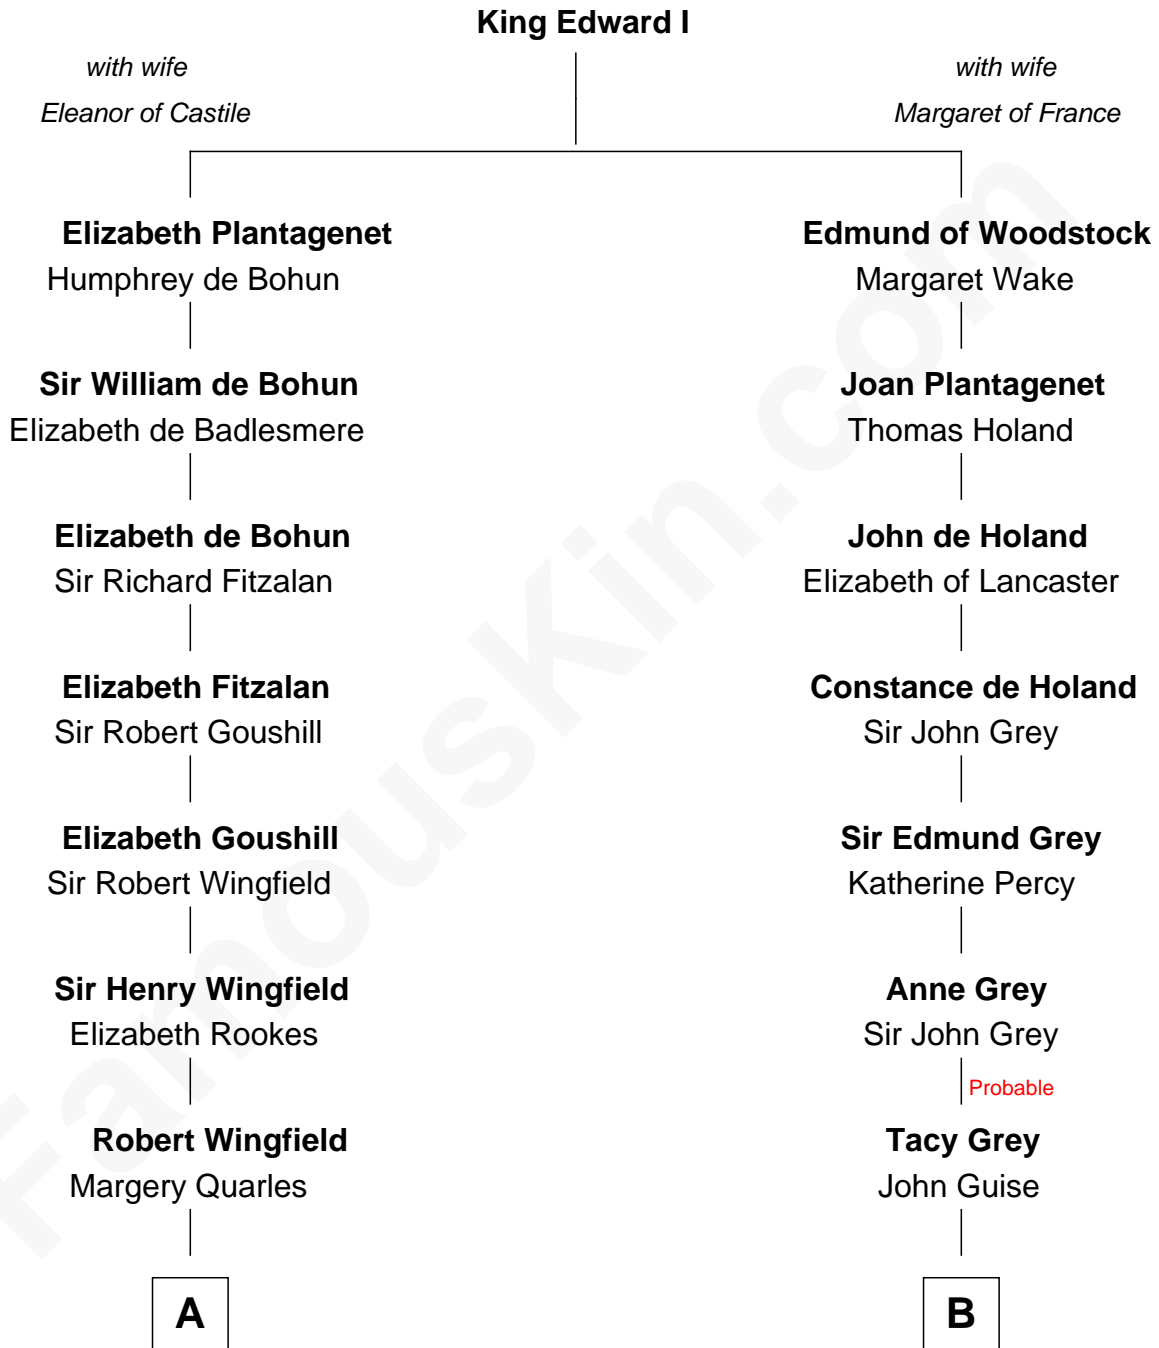 King Edward I
with wife
Eleanor of Castile
with wife
Margaret of France
Elizabeth Plantagenet
Humphrey de Bohun
Edmund of Woodstock
Margaret Wake
Sir William de Bohun
Elizabeth de Badlesmere
Joan Plantagenet
Thomas Holand
Elizabeth de Bohun
Sir Richard Fitzalan
John de Holand
Elizabeth of Lancaster
Elizabeth Fitzalan
Sir Robert Goushill
Constance de Holand
Sir John Grey
Elizabeth Goushill
Sir Robert Wingfield
Sir Edmund Grey
Katherine Percy
Sir Henry Wingfield
Elizabeth Rookes
Anne Grey
Sir John Grey
Probable
Robert Wingfield
Margery Quarles
Tacy Grey
John Guise
A
B
FamousKin.com